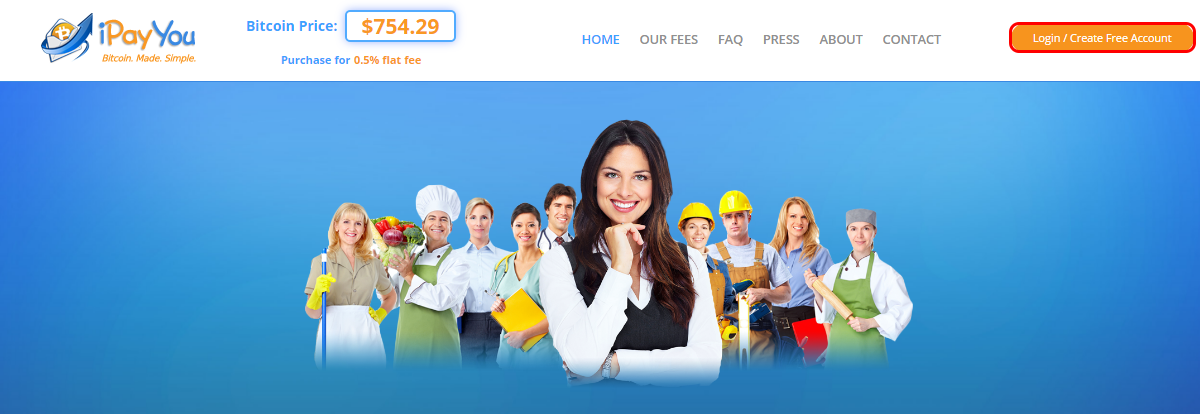 iPayYou
Bitcoin. Made. Simple.
Bitcoin Price: $754.29
Purchase for 0.5% flat fee
HOME OUR FEES FAQ PRESS ABOUT CONTACT
Login / Create Free Account